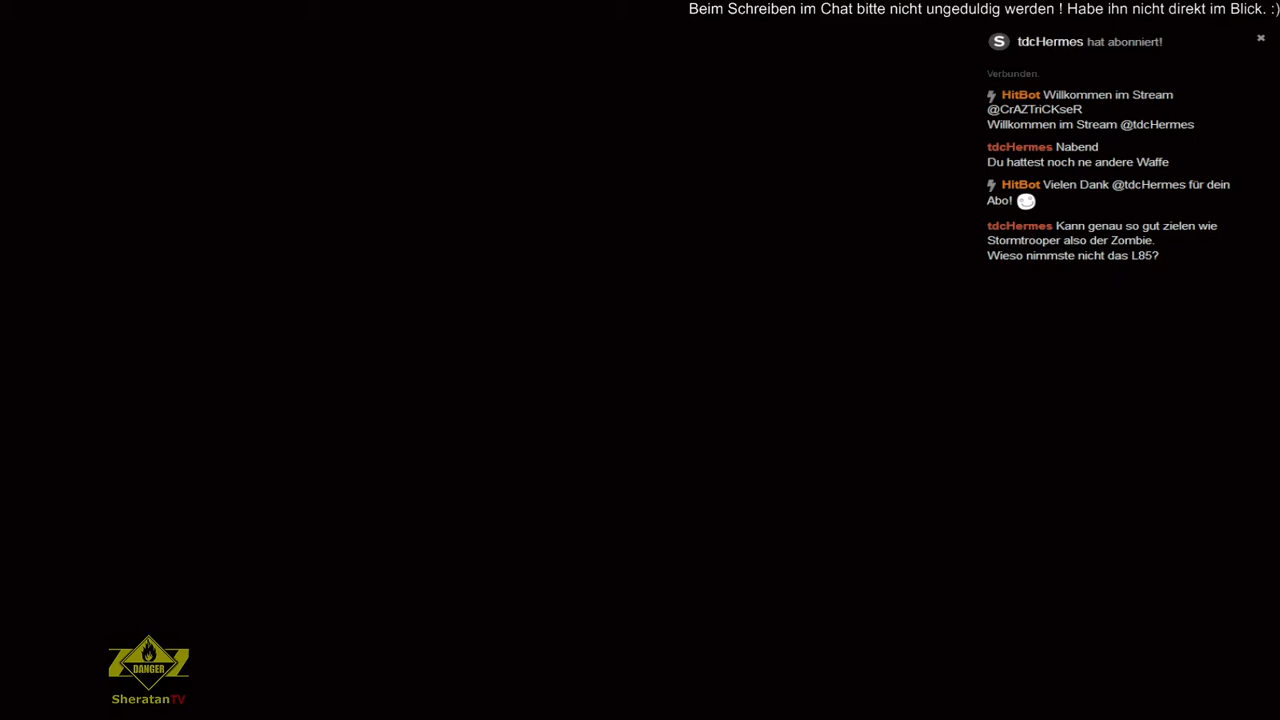 Beim Schreiben im Chat bitte nicht ungeduldig werden ! Habe ihn nicht direkt im Blick. :)
S tdcHermes hat abonniert!
Verbunden.
HitBot Willkommen im Stream
@CrAZTriCKseR
Willkommen im Stream @tdcHermes
tdcHermes Nabend
Du hattest noch ne andere Waffe
HitBot Vielen Dank @tdcHermes für dein
Abo!
tdcHermes Kann genau so gut zielen wie
Stormtrooper also der Zombie.
Wieso nimmste nicht das L85?
DANGER
SheratanTV